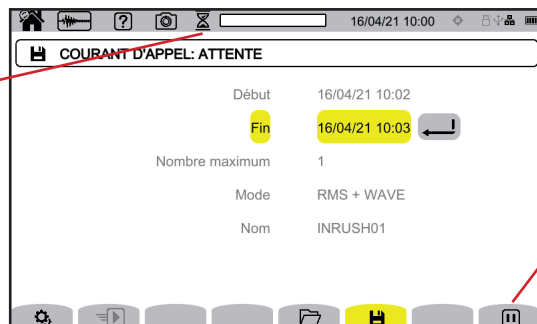 16/04/21 10:00
COURANT D'APPEL: ATTENTE
Début 16/04/21 10:02
Fin 16/04/21 10:03
Nombre maximum 1
Mode RMS + WAVE
Nom INRUSH01